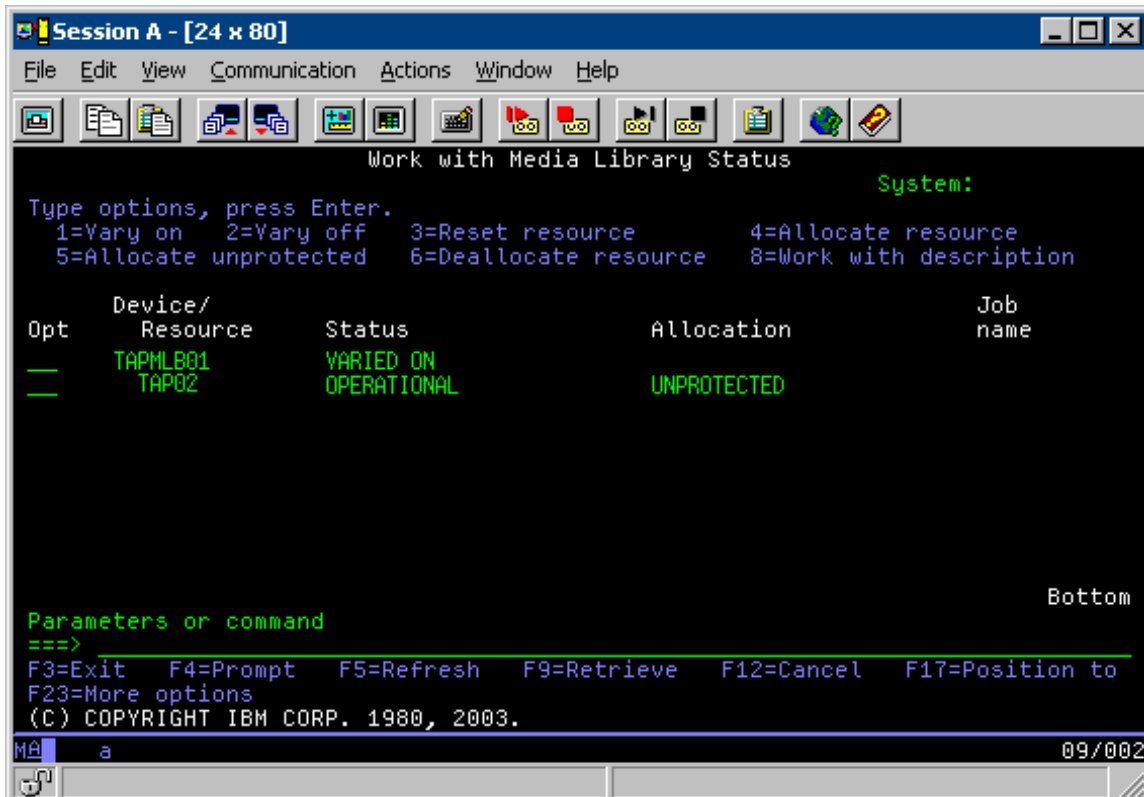 Session A - [24 x 80]
File Edit View Communication Actions Window Help
Work with Media Library Status
System:
Type options, press Enter.
1=Vary on 2=Vary off 3=Reset resource 4=Allocate resource
5=Allocate unprotected 6=Deallocate resource 8=Work with description
Device/ Job
Opt Resource Status Allocation name
TAPMLB01 VARIED ON
TAP02 OPERATIONAL UNPROTECTED
Bottom
Parameters or command
===>
F3=Exit F4=Prompt F5=Refresh F9=Retrieve F12=Cancel F17=Position to
F23=More options
(C) COPYRIGHT IBM CORP. 1980, 2003.
MA a 09/002